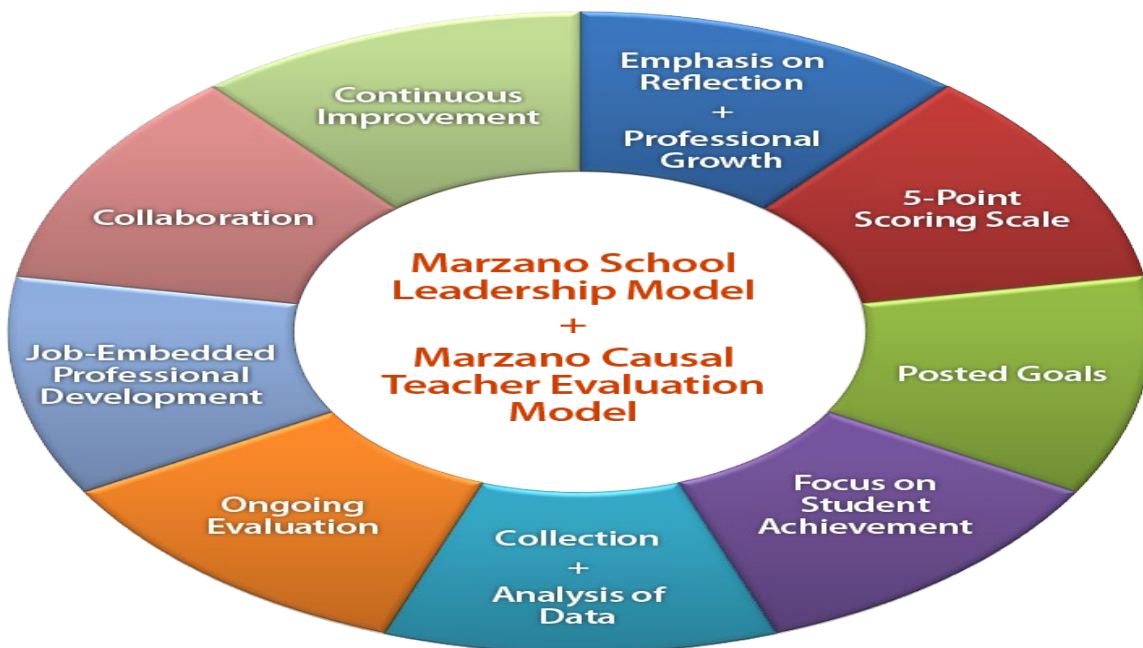 Emphasis on
Reflection
+
Professional
Growth
5-Point
Scoring Scale
Posted Goals
Focus on
Student
Achievement
Collection
+
Analysis of
Data
Ongoing
Evaluation
Job-Embedded
Professional
Development
Collaboration
Continuous
Improvement
Marzano School
Leadership Model
+
Marzano Causal
Teacher Evaluation
Model